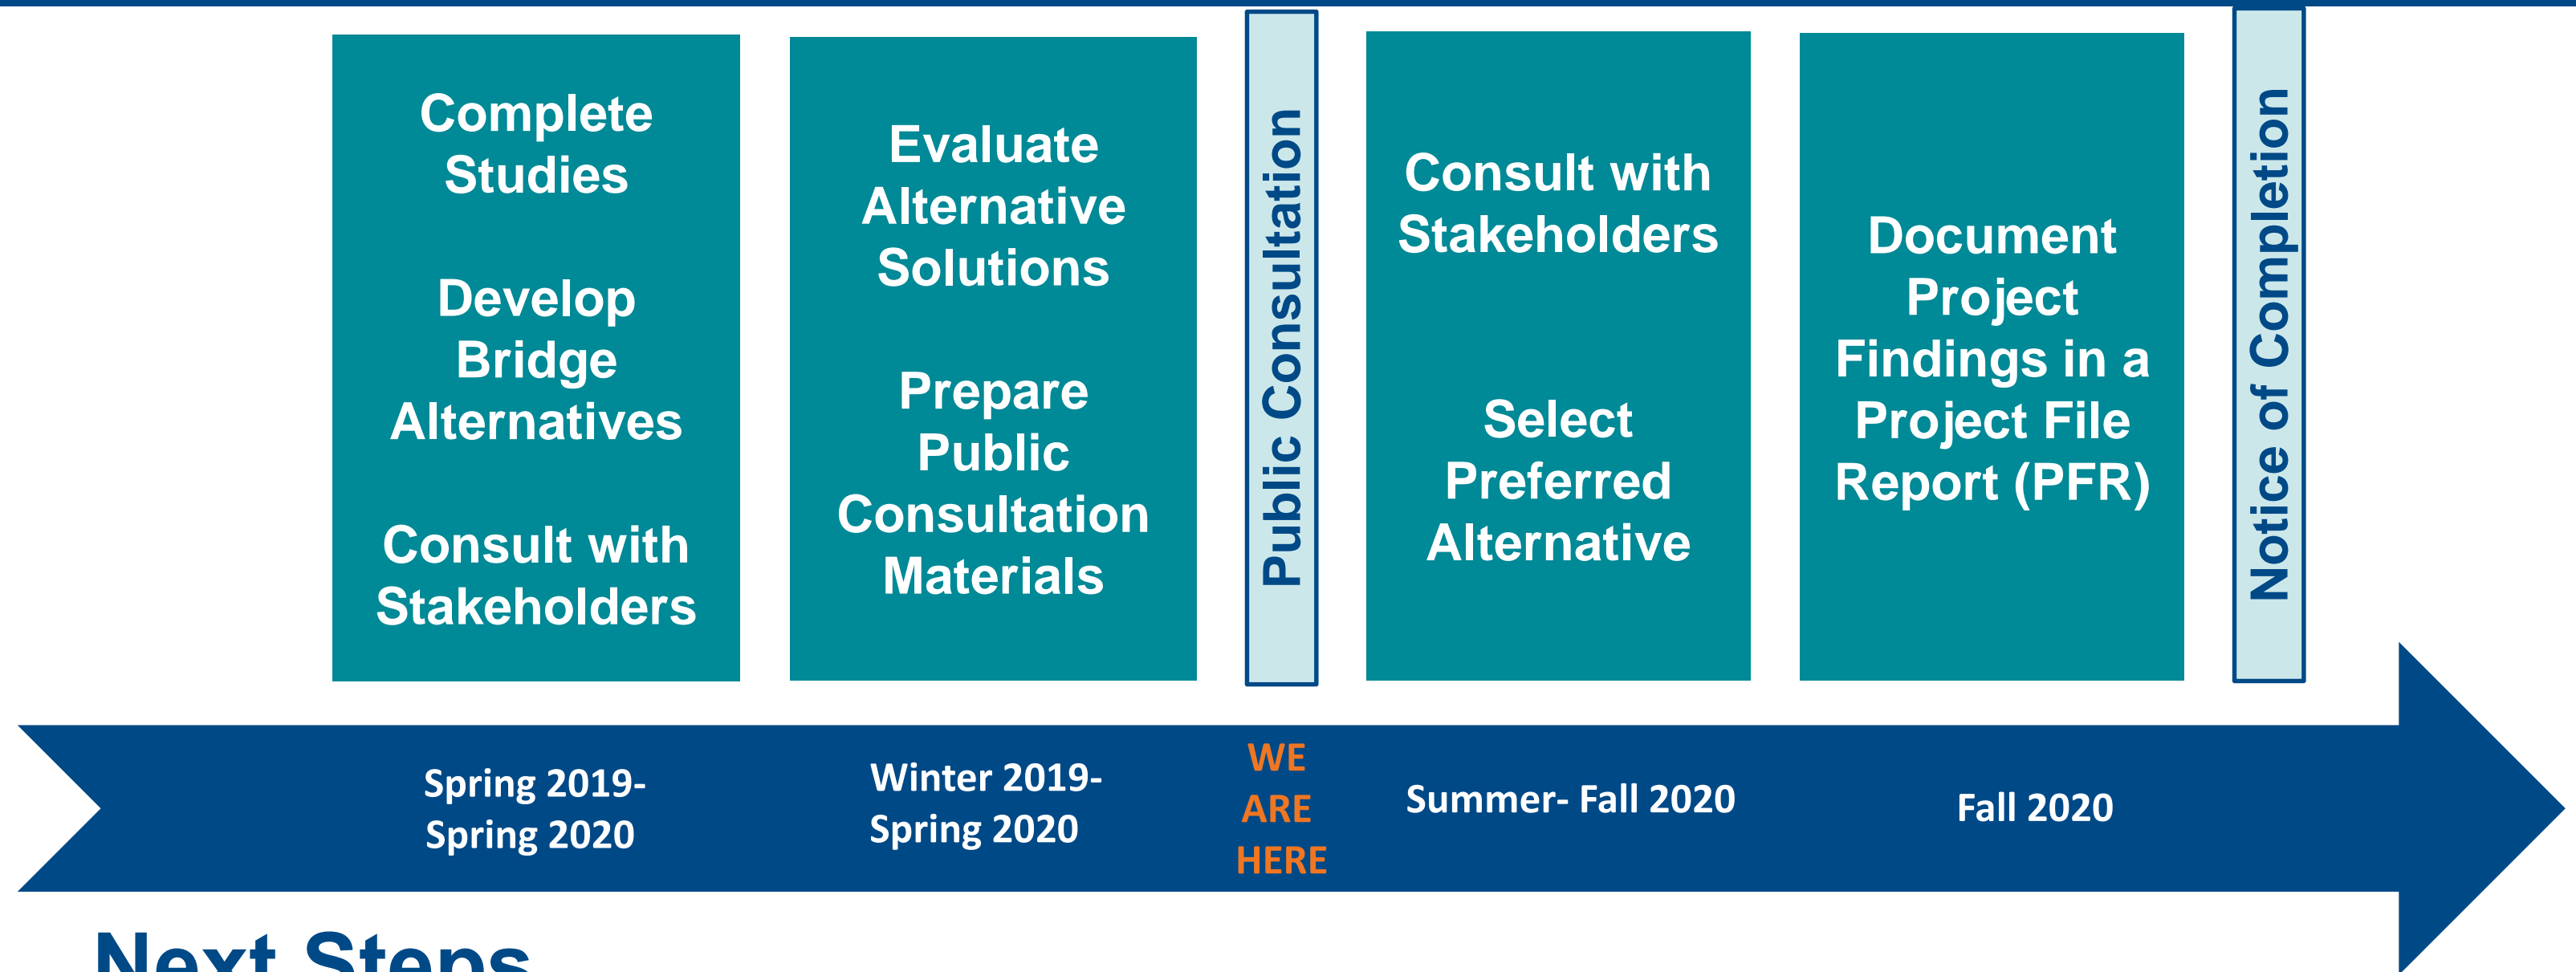 Complete
Studies
Develop
Bridge
Alternatives
Consult with
Stakeholders
Evaluate
Alternative
Solutions
Prepare
Public
Consultation
Materials
Public Consultation
Consult with
Stakeholders
Select
Preferred
Alternative
Document
Project
Findings in a
Project File
Report (PFR)
Notice of Completion
Spring 2019-
Spring 2020
Winter 2019-
Spring 2020
WE
ARE
HERE
Summer- Fall 2020
Fall 2020
Next Steps